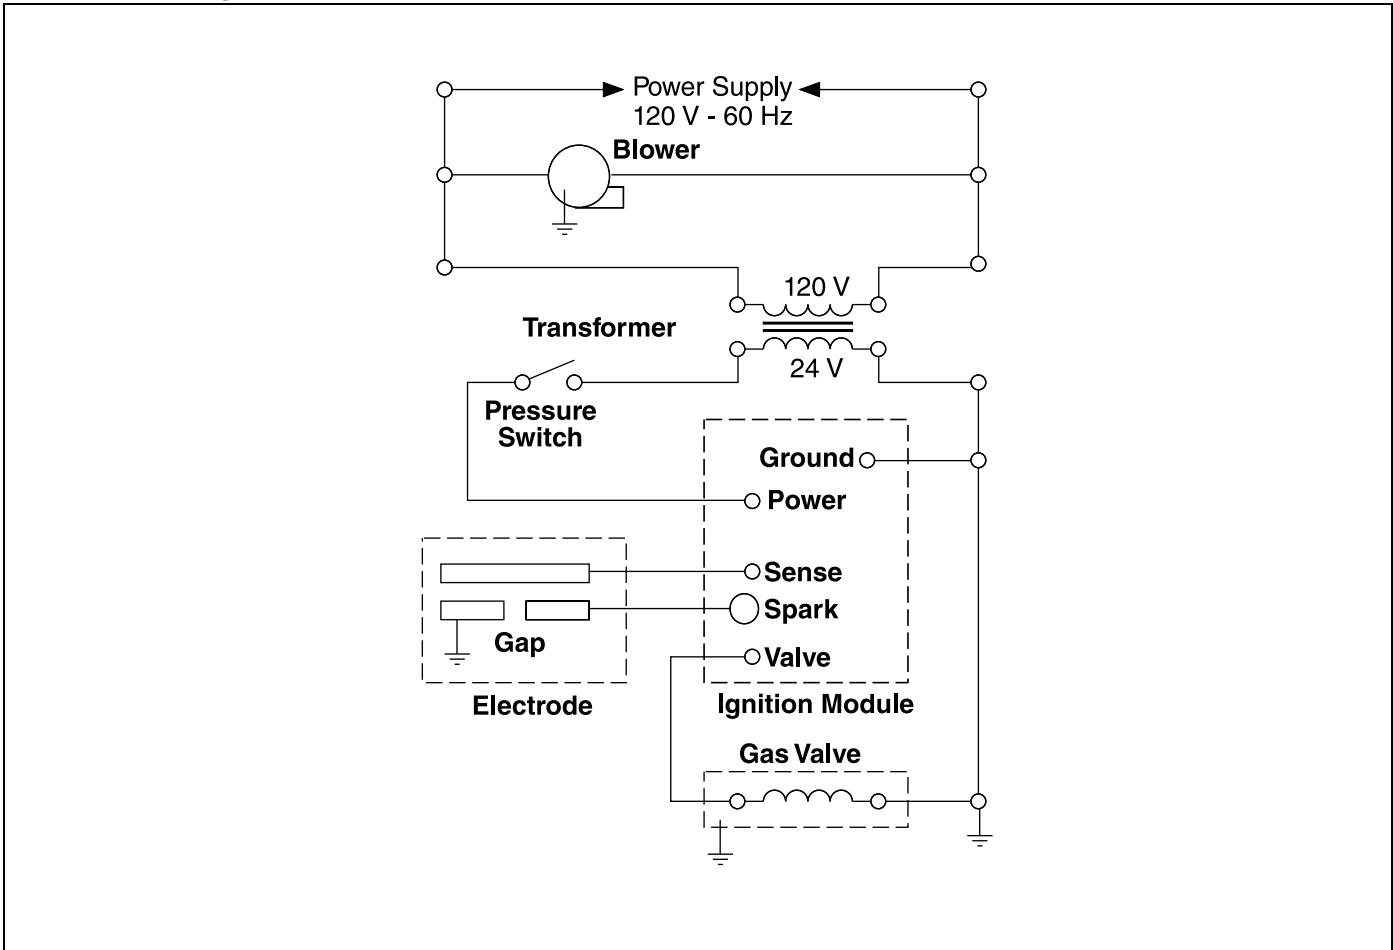 Power Supply
120 V - 60 Hz
Blower
120 V
Transformer
24 V
Pressure
Switch
Ground
Power
Sense
Spark
Gap
Valve
Electrode
Ignition Module
Gas Valve